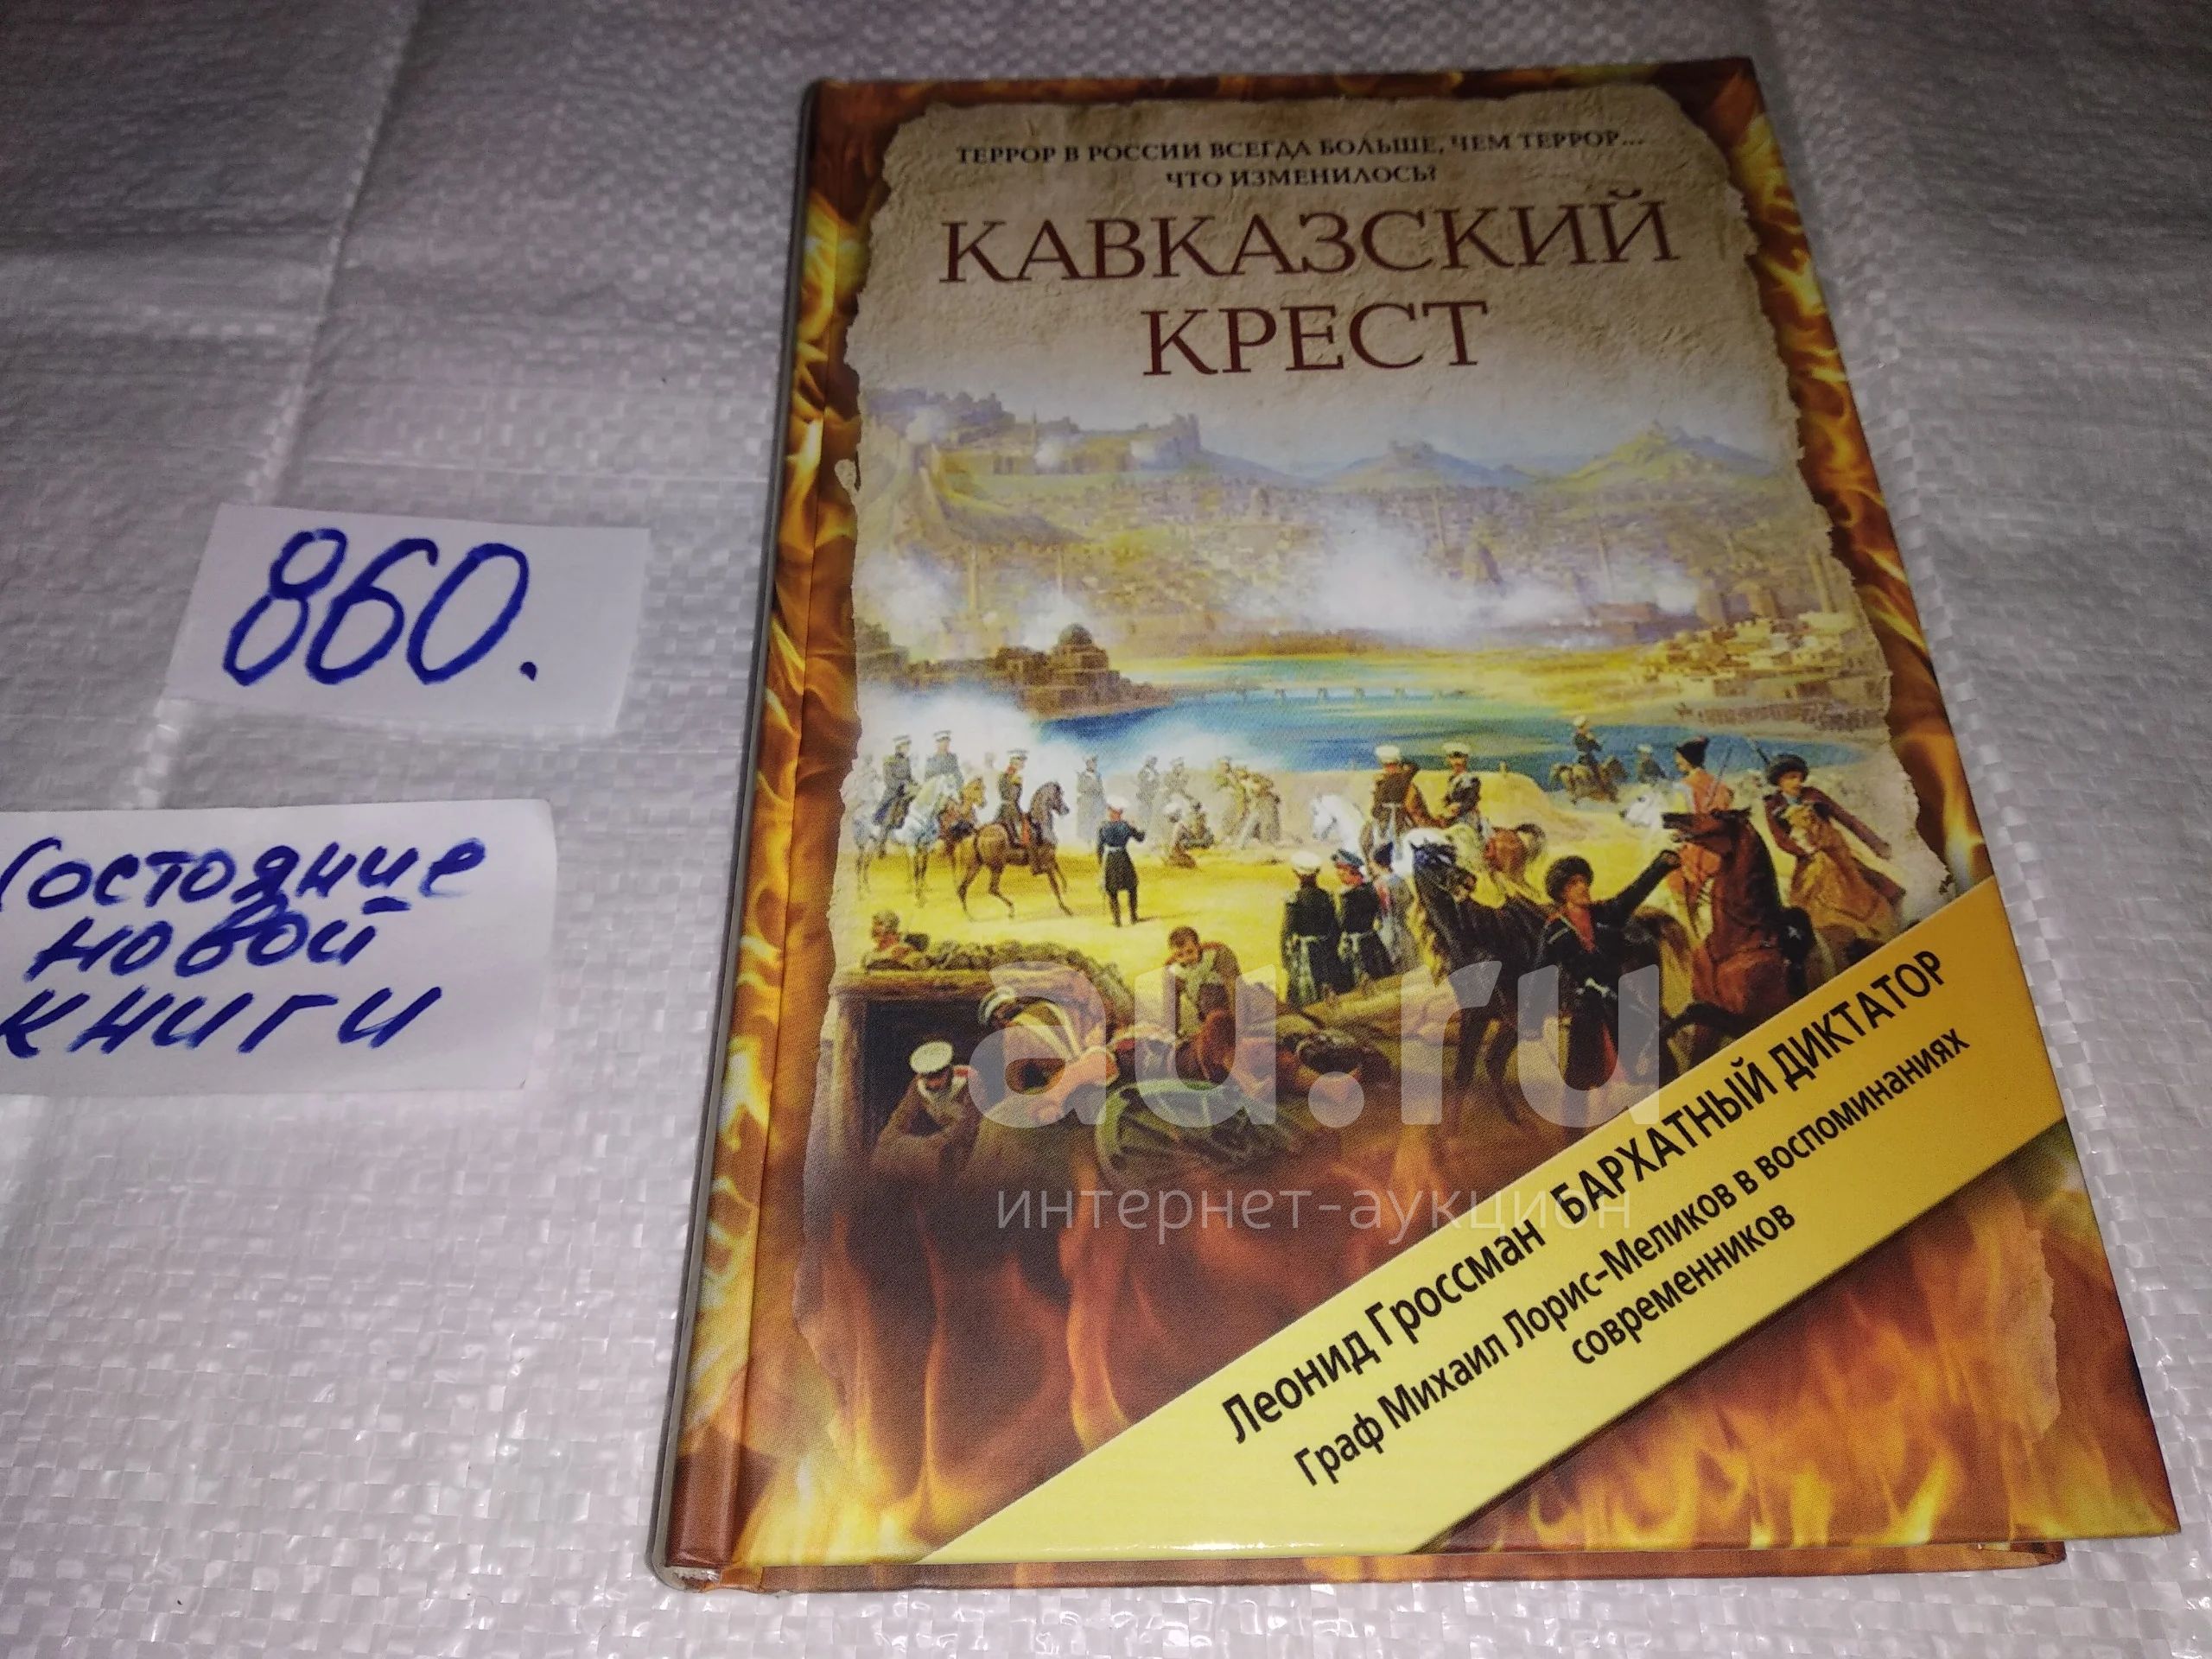 860.
Состояние
новой
книги
ТЕРРОР В РОССИИ ВСЕГДА БОЛЬШЕ, ЧЕМ ТЕРРОР...
ЧТО ИЗМЕНИЛОСЬ?
КАВКАЗСКИЙ
КРЕСТ
Леонид Гроссман БАРХАТНЫЙ ДИКТАТОР
Граф Михаил Лорис-Меликов в воспоминаниях
современников
au.ru
интернет-аукцион